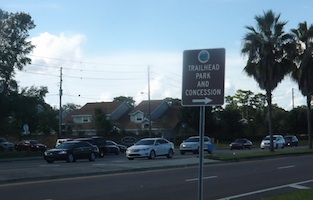 TRAILHEAD
PARK
AND
CONCESSION